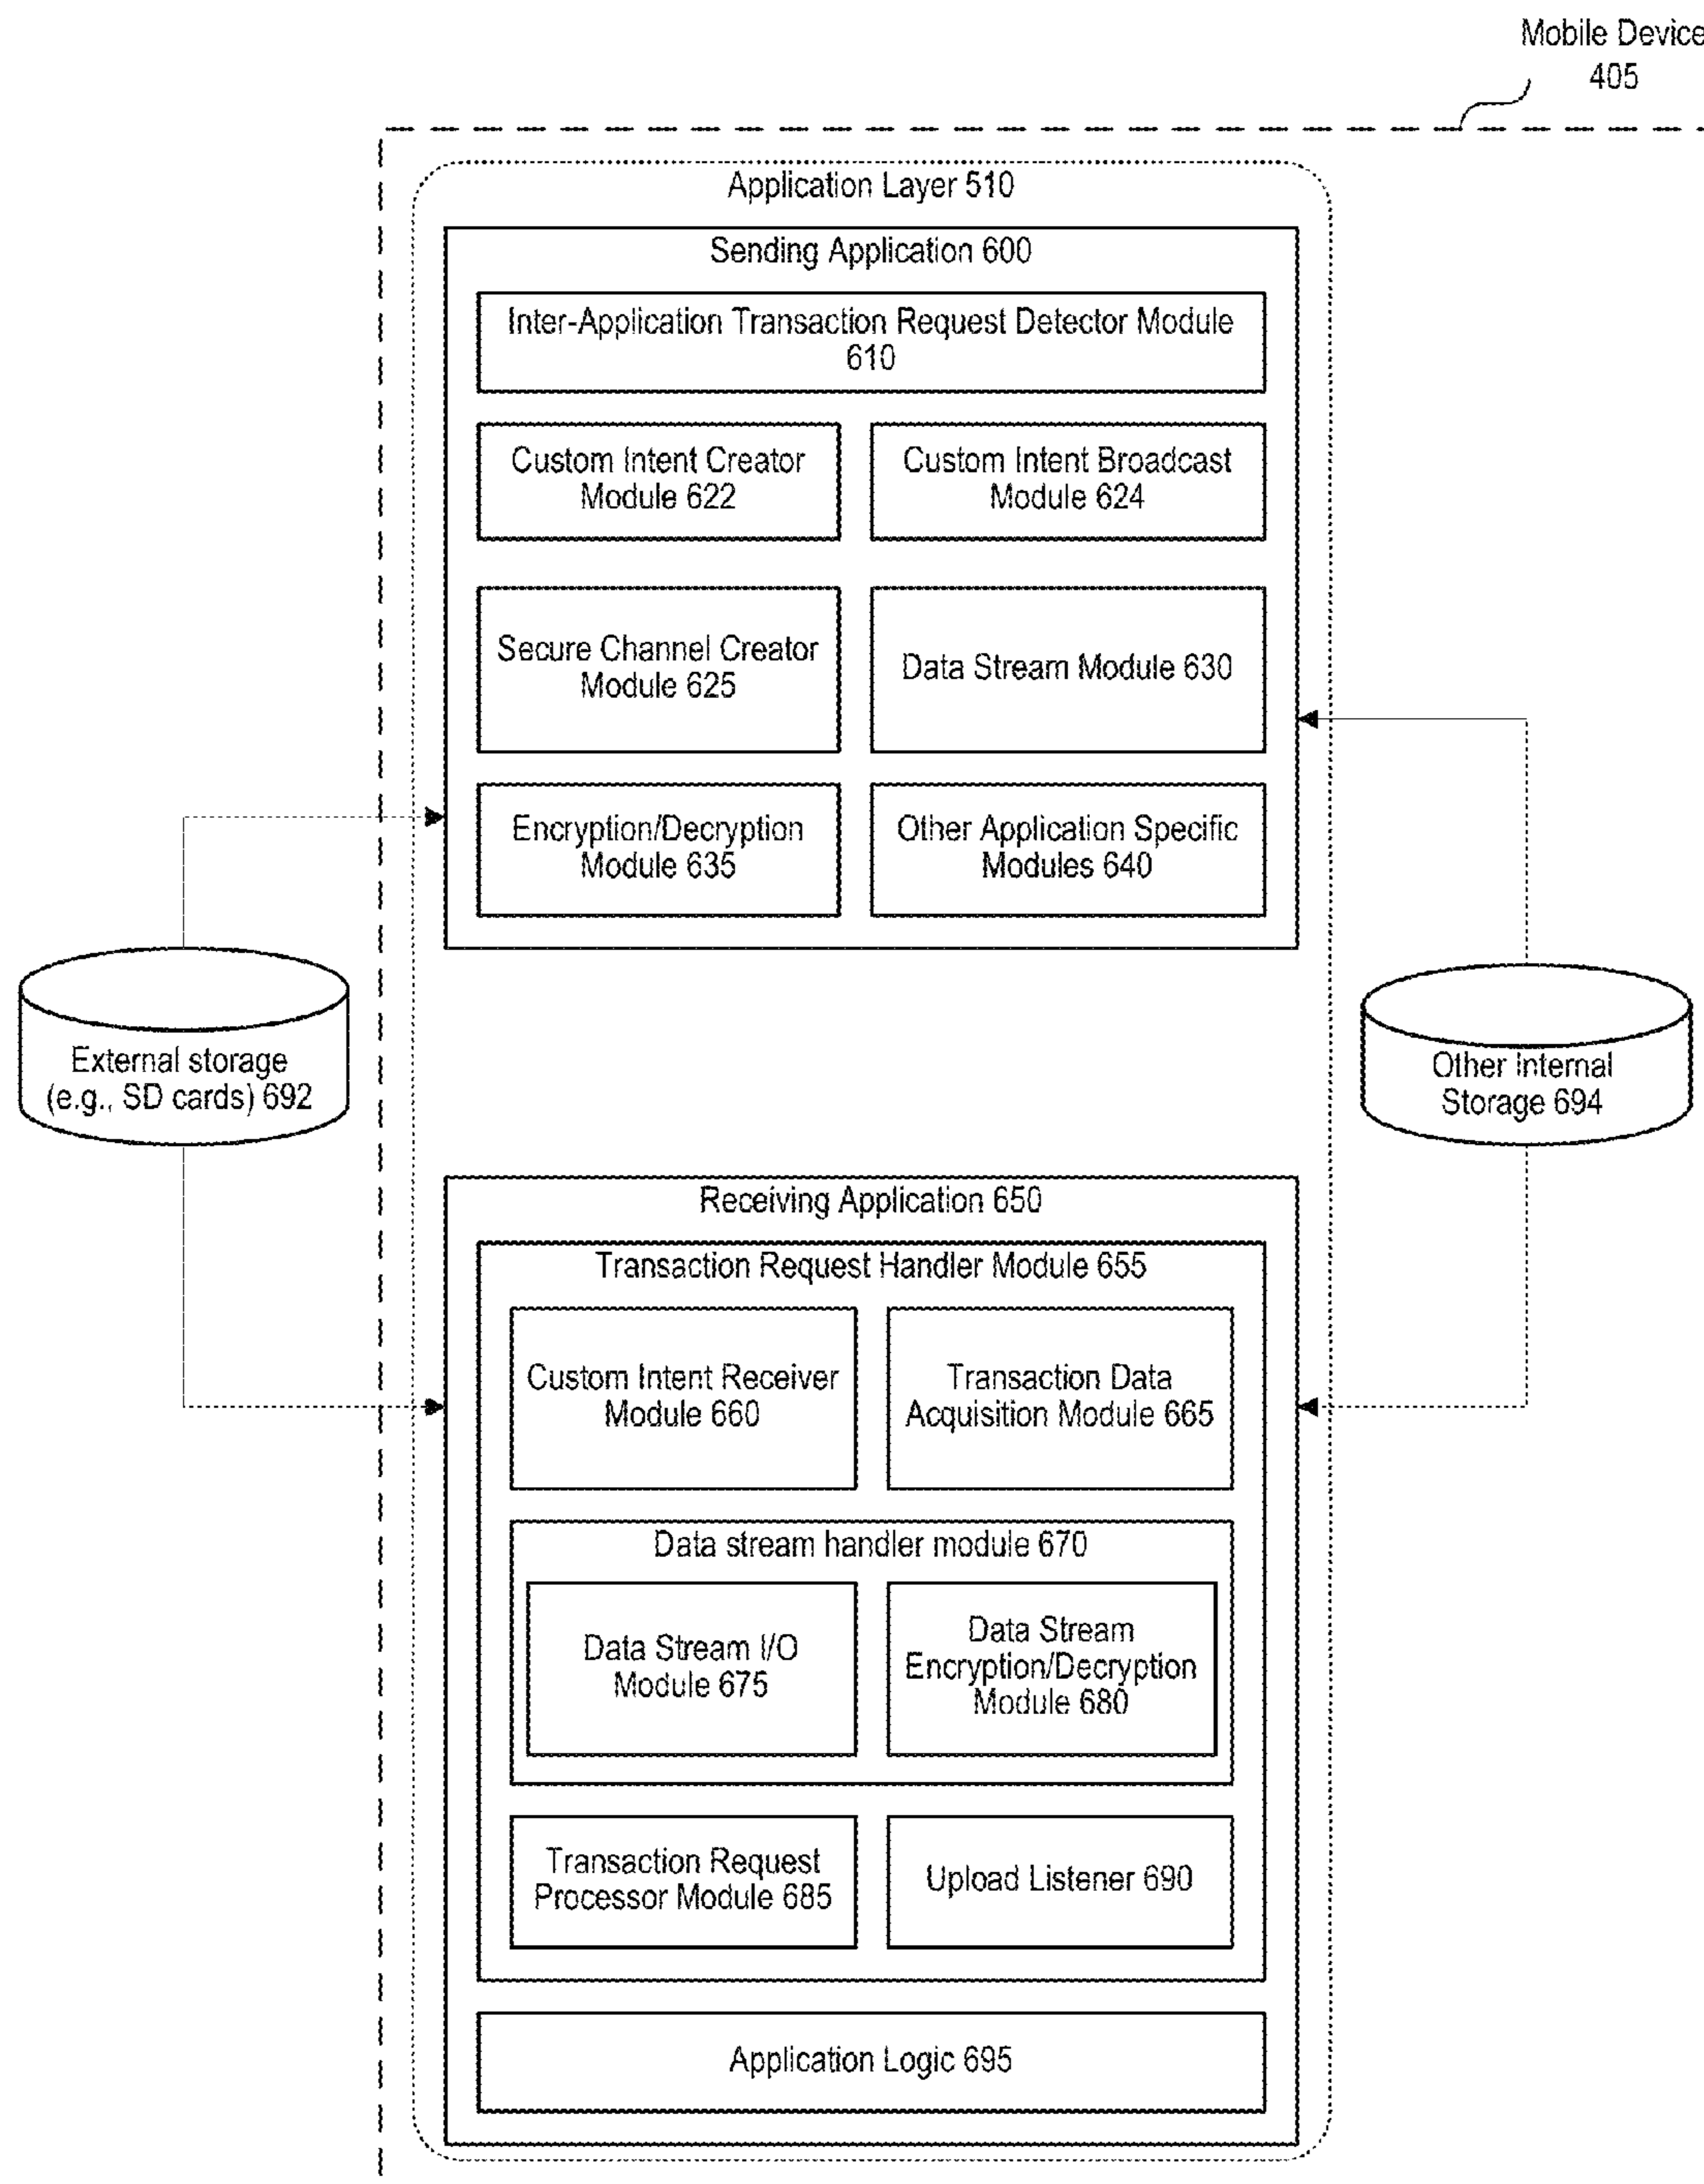 Mobile Device
405
Application Layer 510
Sending Application 600
Inter-Application Transaction Request Detector Module
610
Custom Intent Creator
Module 622
Custom Intent Broadcast
Module 624
Secure Channel Creator
Module 625
Data Stream Module 630
Encryption/Decryption
Module 635
Other Application Specific
Modules 640
External storage
(e.g., SD cards) 692
Other Internal
Storage 694
Receiving Application 650
Transaction Request Handler Module 655
Custom Intent Receiver
Module 660
Transaction Data
Acquisition Module 665
Data stream handler module 670
Data Stream I/O
Module 675
Data Stream
Encryption/Decryption
Module 680
Transaction Request
Processor Module 685
Upload Listener 690
Application Logic 695